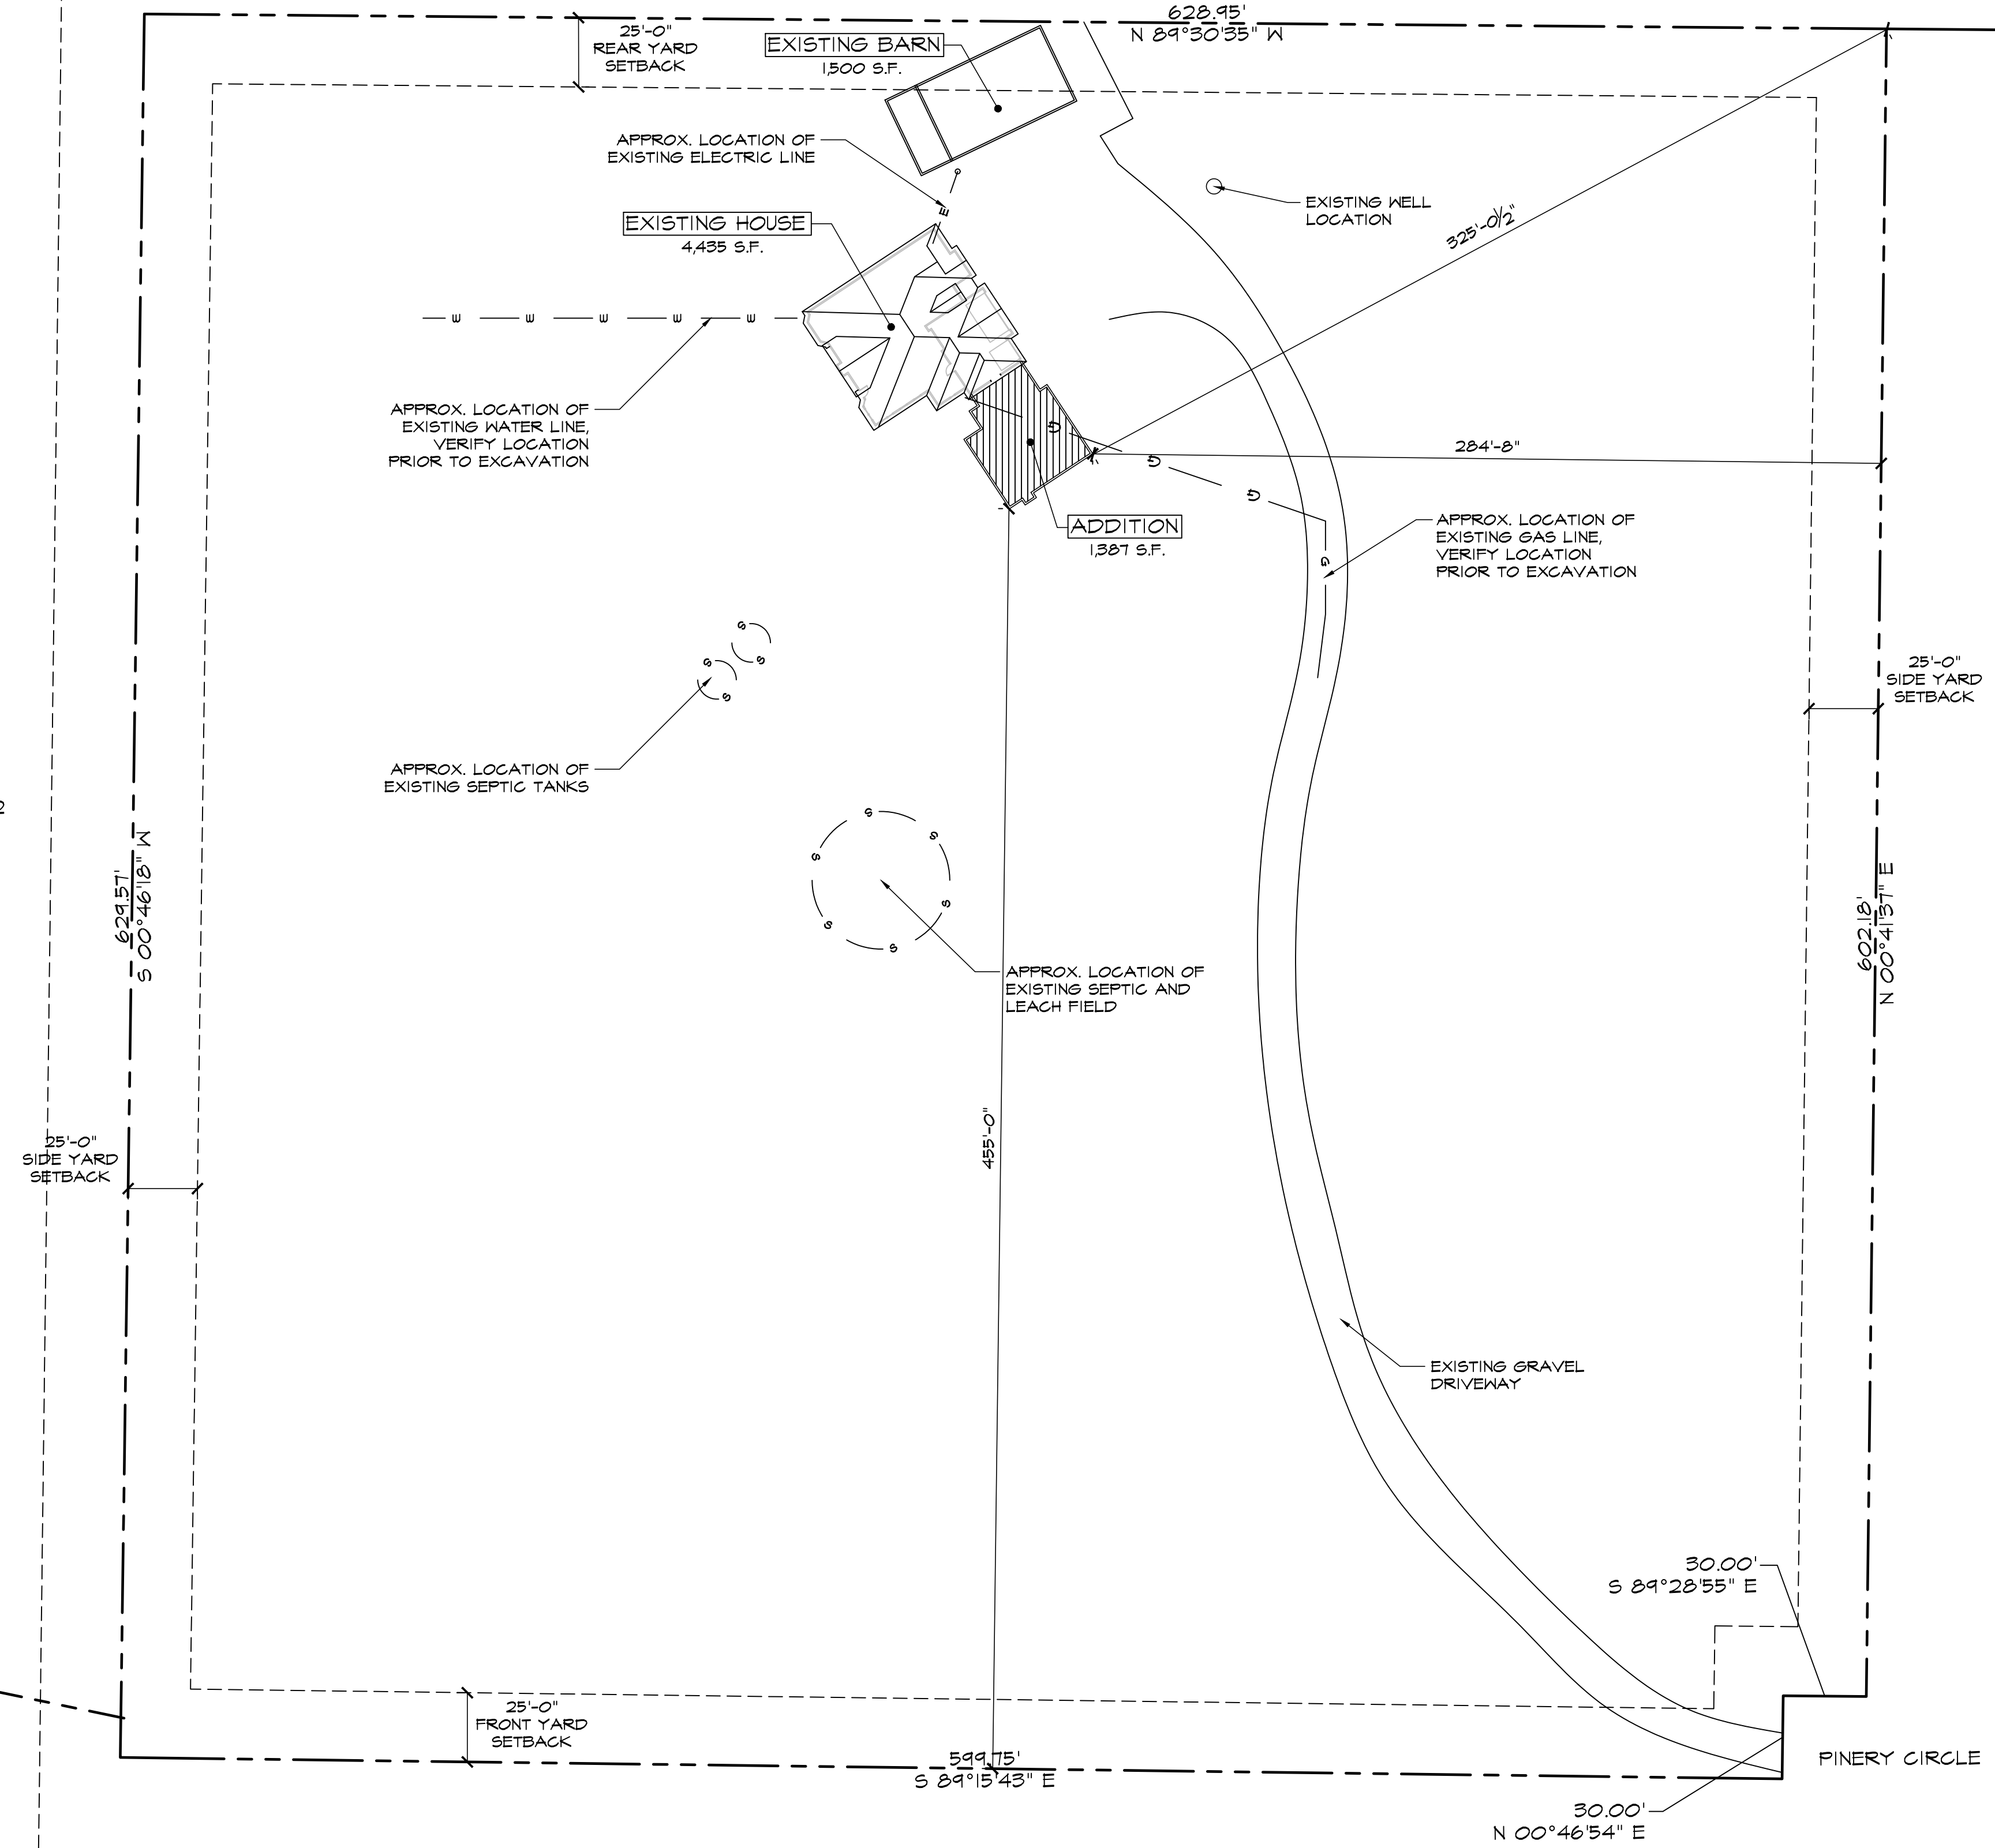 628.95'
N 89°30'35" W
25'-0"
REAR YARD
SETBACK
EXISTING BARN
1,500 S.F.
APPROX. LOCATION OF
EXISTING ELECTRIC LINE
E
EXISTING WELL
LOCATION
325'-0½"
EXISTING HOUSE
4,435 S.F.
W W W W W
APPROX. LOCATION OF
EXISTING WATER LINE,
VERIFY LOCATION
PRIOR TO EXCAVATION
284'-8"
G G G G
ADDITION
1,387 S.F.
APPROX. LOCATION OF
EXISTING GAS LINE,
VERIFY LOCATION
PRIOR TO EXCAVATION
S S
S S
25'-0"
SIDE YARD
SETBACK
APPROX. LOCATION OF
EXISTING SEPTIC TANKS
2
S S S S S S S
629.57'
S 00°46'18" W
602.18'
N 00°41'37" E
APPROX. LOCATION OF
EXISTING SEPTIC AND
LEACH FIELD
455'-0"
25'-0"
SIDE YARD
SETBACK
EXISTING GRAVEL
DRIVEWAY
30.00'
S 89°28'55" E
25'-0"
FRONT YARD
SETBACK
599.75'
S 89°15'43" E
PINERY CIRCLE
30.00'
N 00°46'54" E